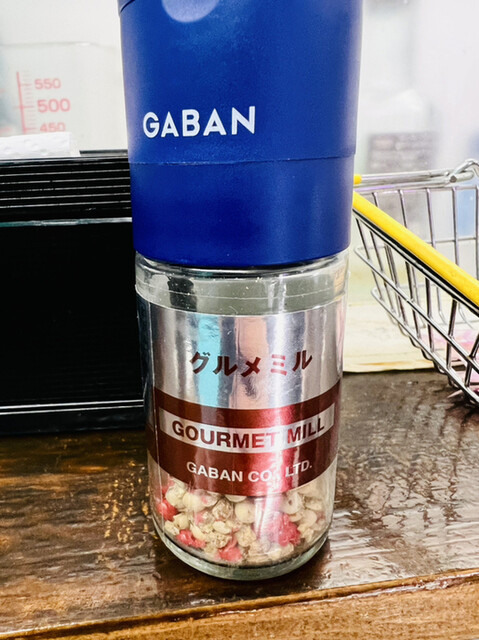 550
500
450
GABAN
グルメミル
GOURMET MILL
GABAN CO., LTD.